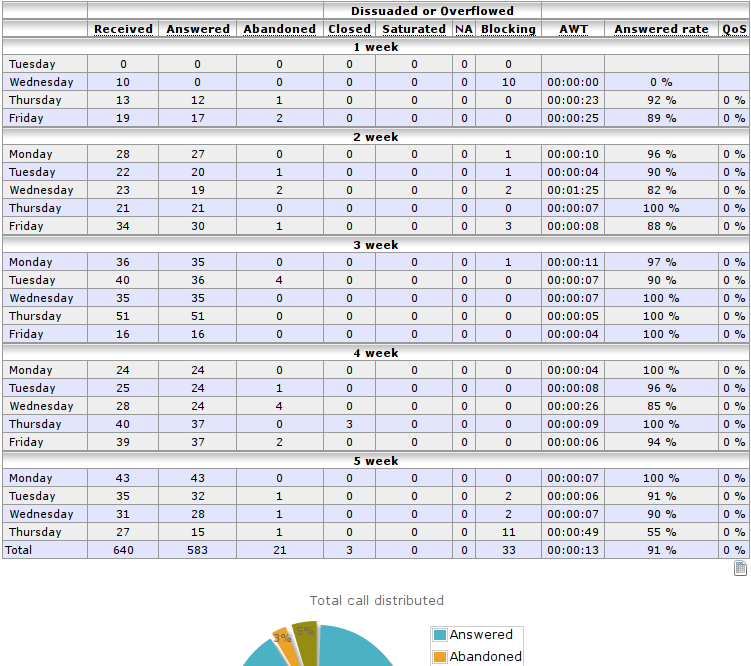 Dissuaded or Overflowed
Received Answered Abandoned Closed Saturated NA Blocking AWT Answered rate QoS
1 week
Tuesday 0 0 0 0 0 0 0
Wednesday 10 0 0 0 0 0 10 00:00:00 0 %
Thursday 13 12 1 0 0 0 0 00:00:23 92 % 0 %
Friday 19 17 2 0 0 0 0 00:00:25 89 % 0 %
2 week
Monday 28 27 0 0 0 0 1 00:00:10 96 % 0 %
Tuesday 22 20 1 0 0 0 1 00:00:04 90 % 0 %
Wednesday 23 19 2 0 0 0 2 00:01:25 82 % 0 %
Thursday 21 21 0 0 0 0 0 00:00:07 100 % 0 %
Friday 34 30 1 0 0 0 3 00:00:08 88 % 0 %
3 week
Monday 36 35 0 0 0 0 1 00:00:11 97 % 0 %
Tuesday 40 36 4 0 0 0 0 00:00:07 90 % 0 %
Wednesday 35 35 0 0 0 0 0 00:00:07 100 % 0 %
Thursday 51 51 0 0 0 0 0 00:00:05 100 % 0 %
Friday 16 16 0 0 0 0 0 00:00:04 100 % 0 %
4 week
Monday 24 24 0 0 0 0 0 00:00:04 100 % 0 %
Tuesday 25 24 1 0 0 0 0 00:00:08 96 % 0 %
Wednesday 28 24 4 0 0 0 0 00:00:26 85 % 0 %
Thursday 40 37 0 3 0 0 0 00:00:09 100 % 0 %
Friday 39 37 2 0 0 0 0 00:00:06 94 % 0 %
5 week
Monday 43 43 0 0 0 0 0 00:00:07 100 % 0 %
Tuesday 35 32 1 0 0 0 2 00:00:06 91 % 0 %
Wednesday 31 28 1 0 0 0 2 00:00:07 90 % 0 %
Thursday 27 15 1 0 0 0 11 00:00:49 55 % 0 %
Total 640 583 21 3 0 0 33 00:00:13 91 % 0 %
Total call distributed
3% 5%
Answered
Abandoned